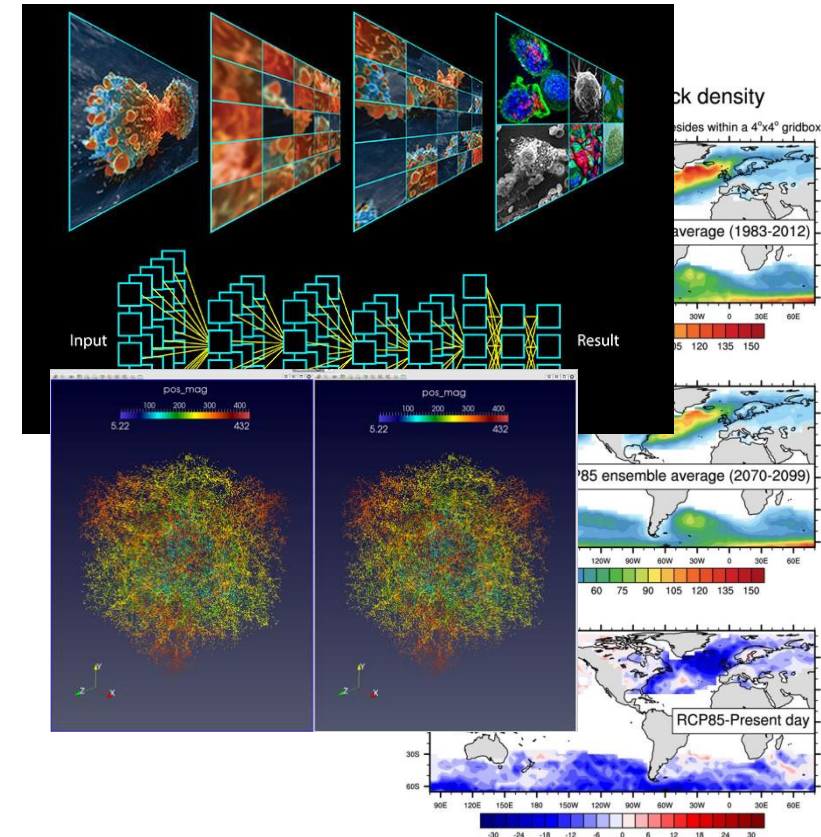 Input
Result
pos_mag
100 200 300 400
5.22 432
pos_mag
100 200 300 400
5.22 432
Y
Z X
Y
Z X
ck density
esides within a 4°x4° gridbox
average (1983-2012)
30W 0 30E 60E
05 120 135 150
P85 ensemble average (2070-2099)
120W 90W 60W 30W 0 30E 60E
60 75 90 105 120 135 150
RCP85-Present day
30S
60S
90E 120E 150E 180 150W 120W 90W 60W 30W 0 30E 60E
-30 -24 -18 -12 -6 0 6 12 18 24 30